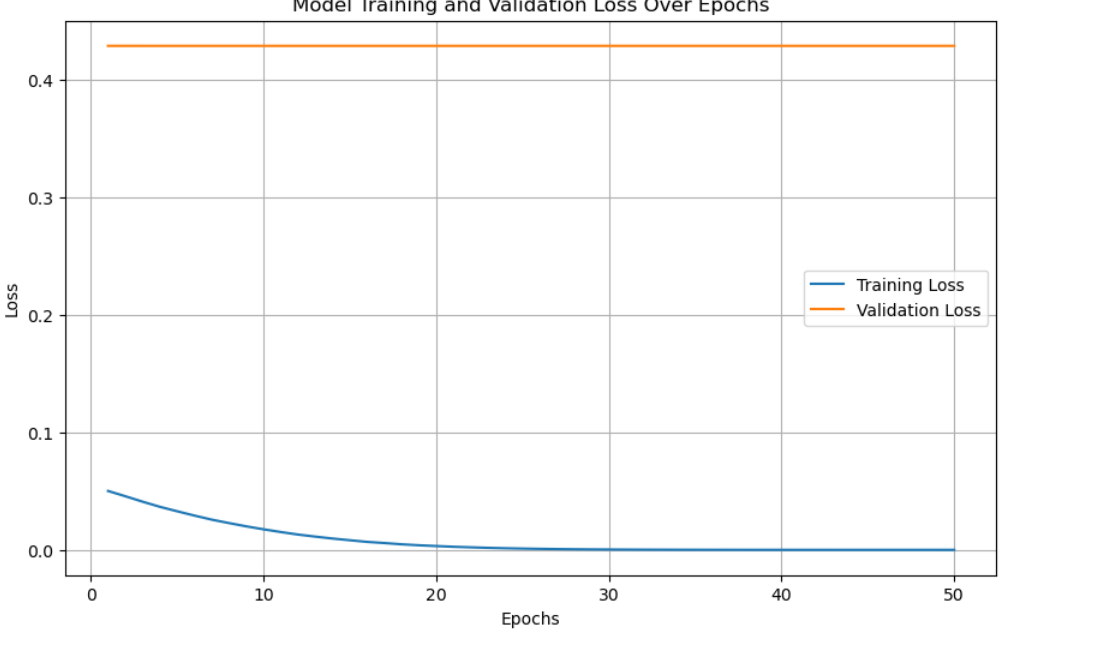 Model Training and Validation Loss Over Epochs
0.4
0.3
0.2
0.1
0.0
Loss
Training Loss
Validation Loss
0 10 20 30 40 50
Epochs